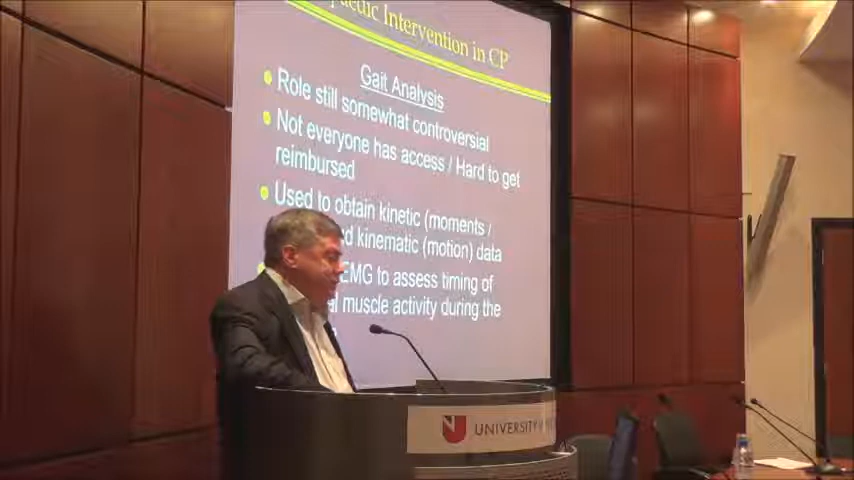 Intervention in CP
Gait Analysis
Role still somewhat controversial
Not everyone has access / Hard to get
reimbursed
Used to obtain kinetic (moments /
kinematic (motion) data
EMG to assess timing of
muscle activity during the
N UNIVERSITY